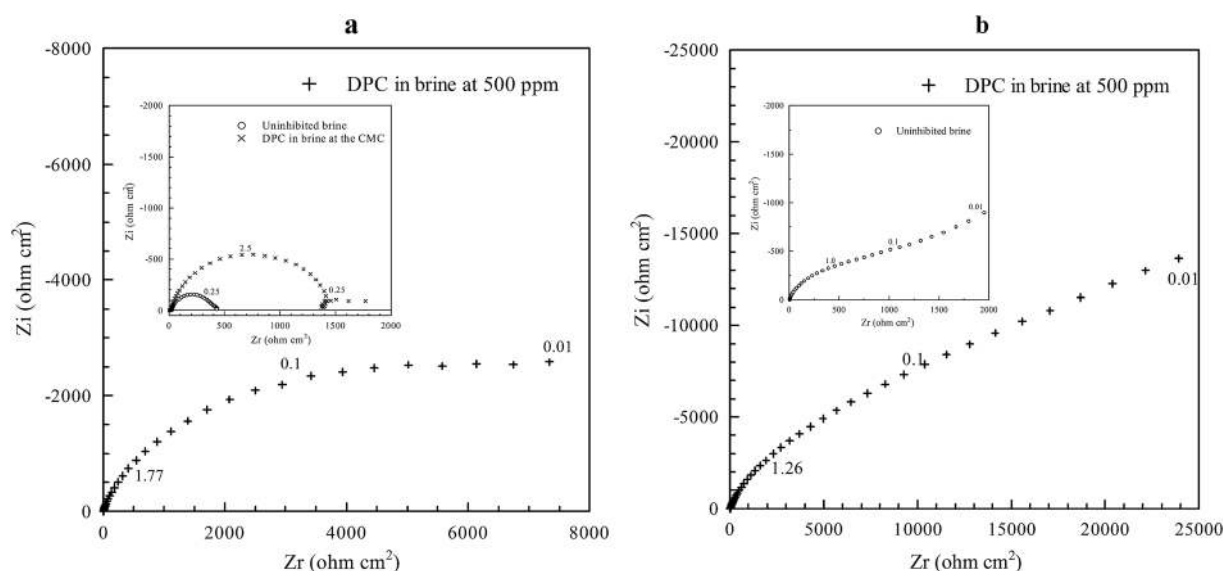 a
-8000
-6000
-4000
-2000
0
Zi (ohm cm2)
+ DPC in brine at 500 ppm
-2000
-1500
-1000
-500
0
Zi (ohm cm2)
○ Uninhibited brine
× DPC in brine at the CMC
2.5
0.25
0.25
0 500 1000 1500 2000
Zr (ohm cm2)
0.1
0.01
1.77
0 2000 4000 6000 8000
Zr (ohm cm2)
b
-25000
-20000
-15000
-10000
-5000
0
Zi (ohm cm2)
+ DPC in brine at 500 ppm
-2000
-1500
-1000
-500
0
Zi (ohm cm2)
○ Uninhibited brine
0.01
0.1
1.0
0 500 1000 1500 2000
Zr (ohm cm2)
0.01
0.1
1.26
0 5000 10000 15000 20000 25000
Zr (ohm cm2)